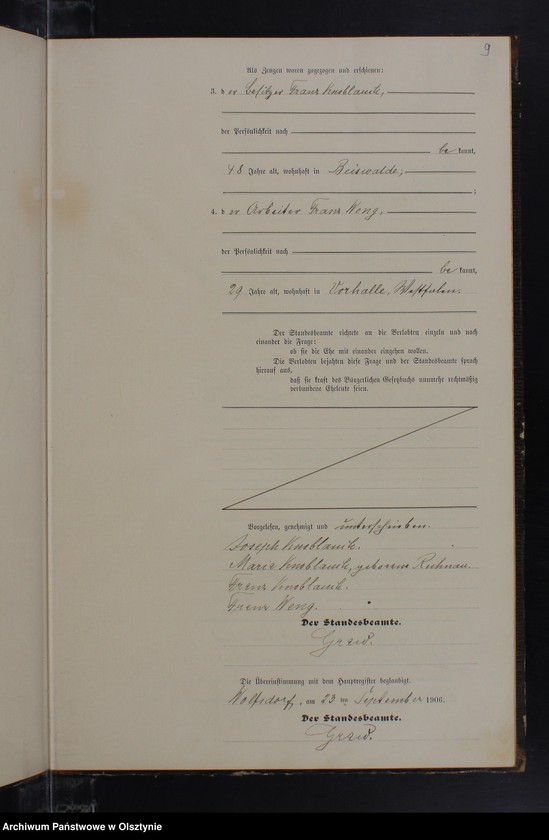 9
Als Zeugen waren zugezogen und erschienen:
3. der Besitzer Franz Knoblauch,
der Persönlichkeit nach
be kannt,
48 Jahre alt, wohnhaft in Beiswalde,
;
4. der Arbeiter Franz Weng,
der Persönlichkeit nach
be kannt,
29 Jahre alt, wohnhaft in Vorhalle, Westfalen.
Der Standesbeamte richtete an die Verlobten einzeln und nach
einander die Frage:
ob sie die Ehe mit einander eingehen wollen.
Die Verlobten bejahten diese Frage und der Standesbeamte sprach
hierauf aus,
daß sie kraft des Bürgerlichen Gesetzbuchs nunmehr rechtmäßig
verbundene Eheleute seien.
Vorgelesen, genehmigt und unterschrieben.
Joseph Knoblauch.
Maria Knoblauch, geborene Ruhnau.
Franz Knoblauch.
Franz Weng.
Der Standesbeamte.
Die Übereinstimmung mit dem Hauptregister beglaubigt.
Wolfsdorf, am 23 ten September 1906.
Der Standesbeamte.
Archiwum Państwowe w Olsztynie